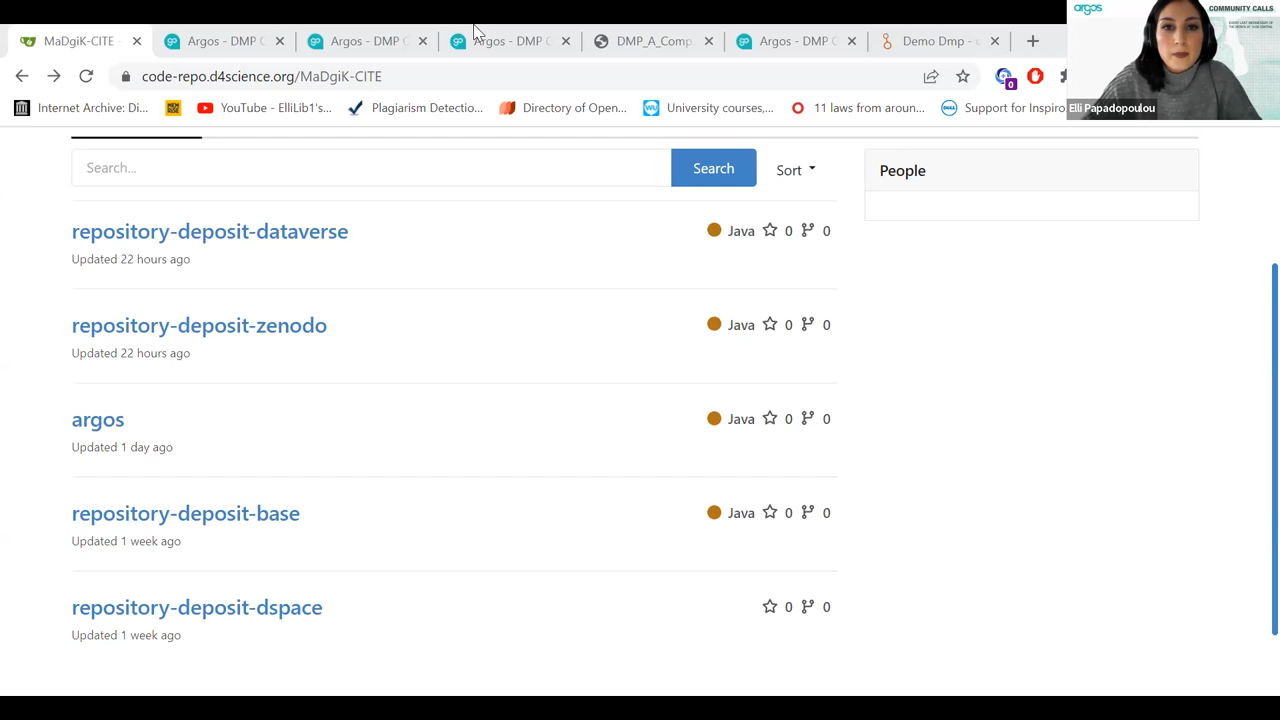 argos
COMMUNITY CALLS
MaDgiK-CITE -
Argos - DMP C
Argos - DMP C
Argos - DMP C
DMP_A_Comp
Argos - DMP C
Demo Dmp - c
code-repo.d4science.org/MaDgiK-CITE
0
Internet Archive: Di...
YouTube - ElliLib1's...
Plagiarism Detectio...
Directory of Open...
University courses,...
11 laws from aroun...
Support for Inspiro
Elli Papadopoulou
Search...
Search
Sort
People
repository-deposit-dataverse
Java 0 0
Updated 22 hours ago
repository-deposit-zenodo
Java 0 0
Updated 22 hours ago
argos
Java 0 0
Updated 1 day ago
repository-deposit-base
Java 0 0
Updated 1 week ago
repository-deposit-dspace
0 0
Updated 1 week ago